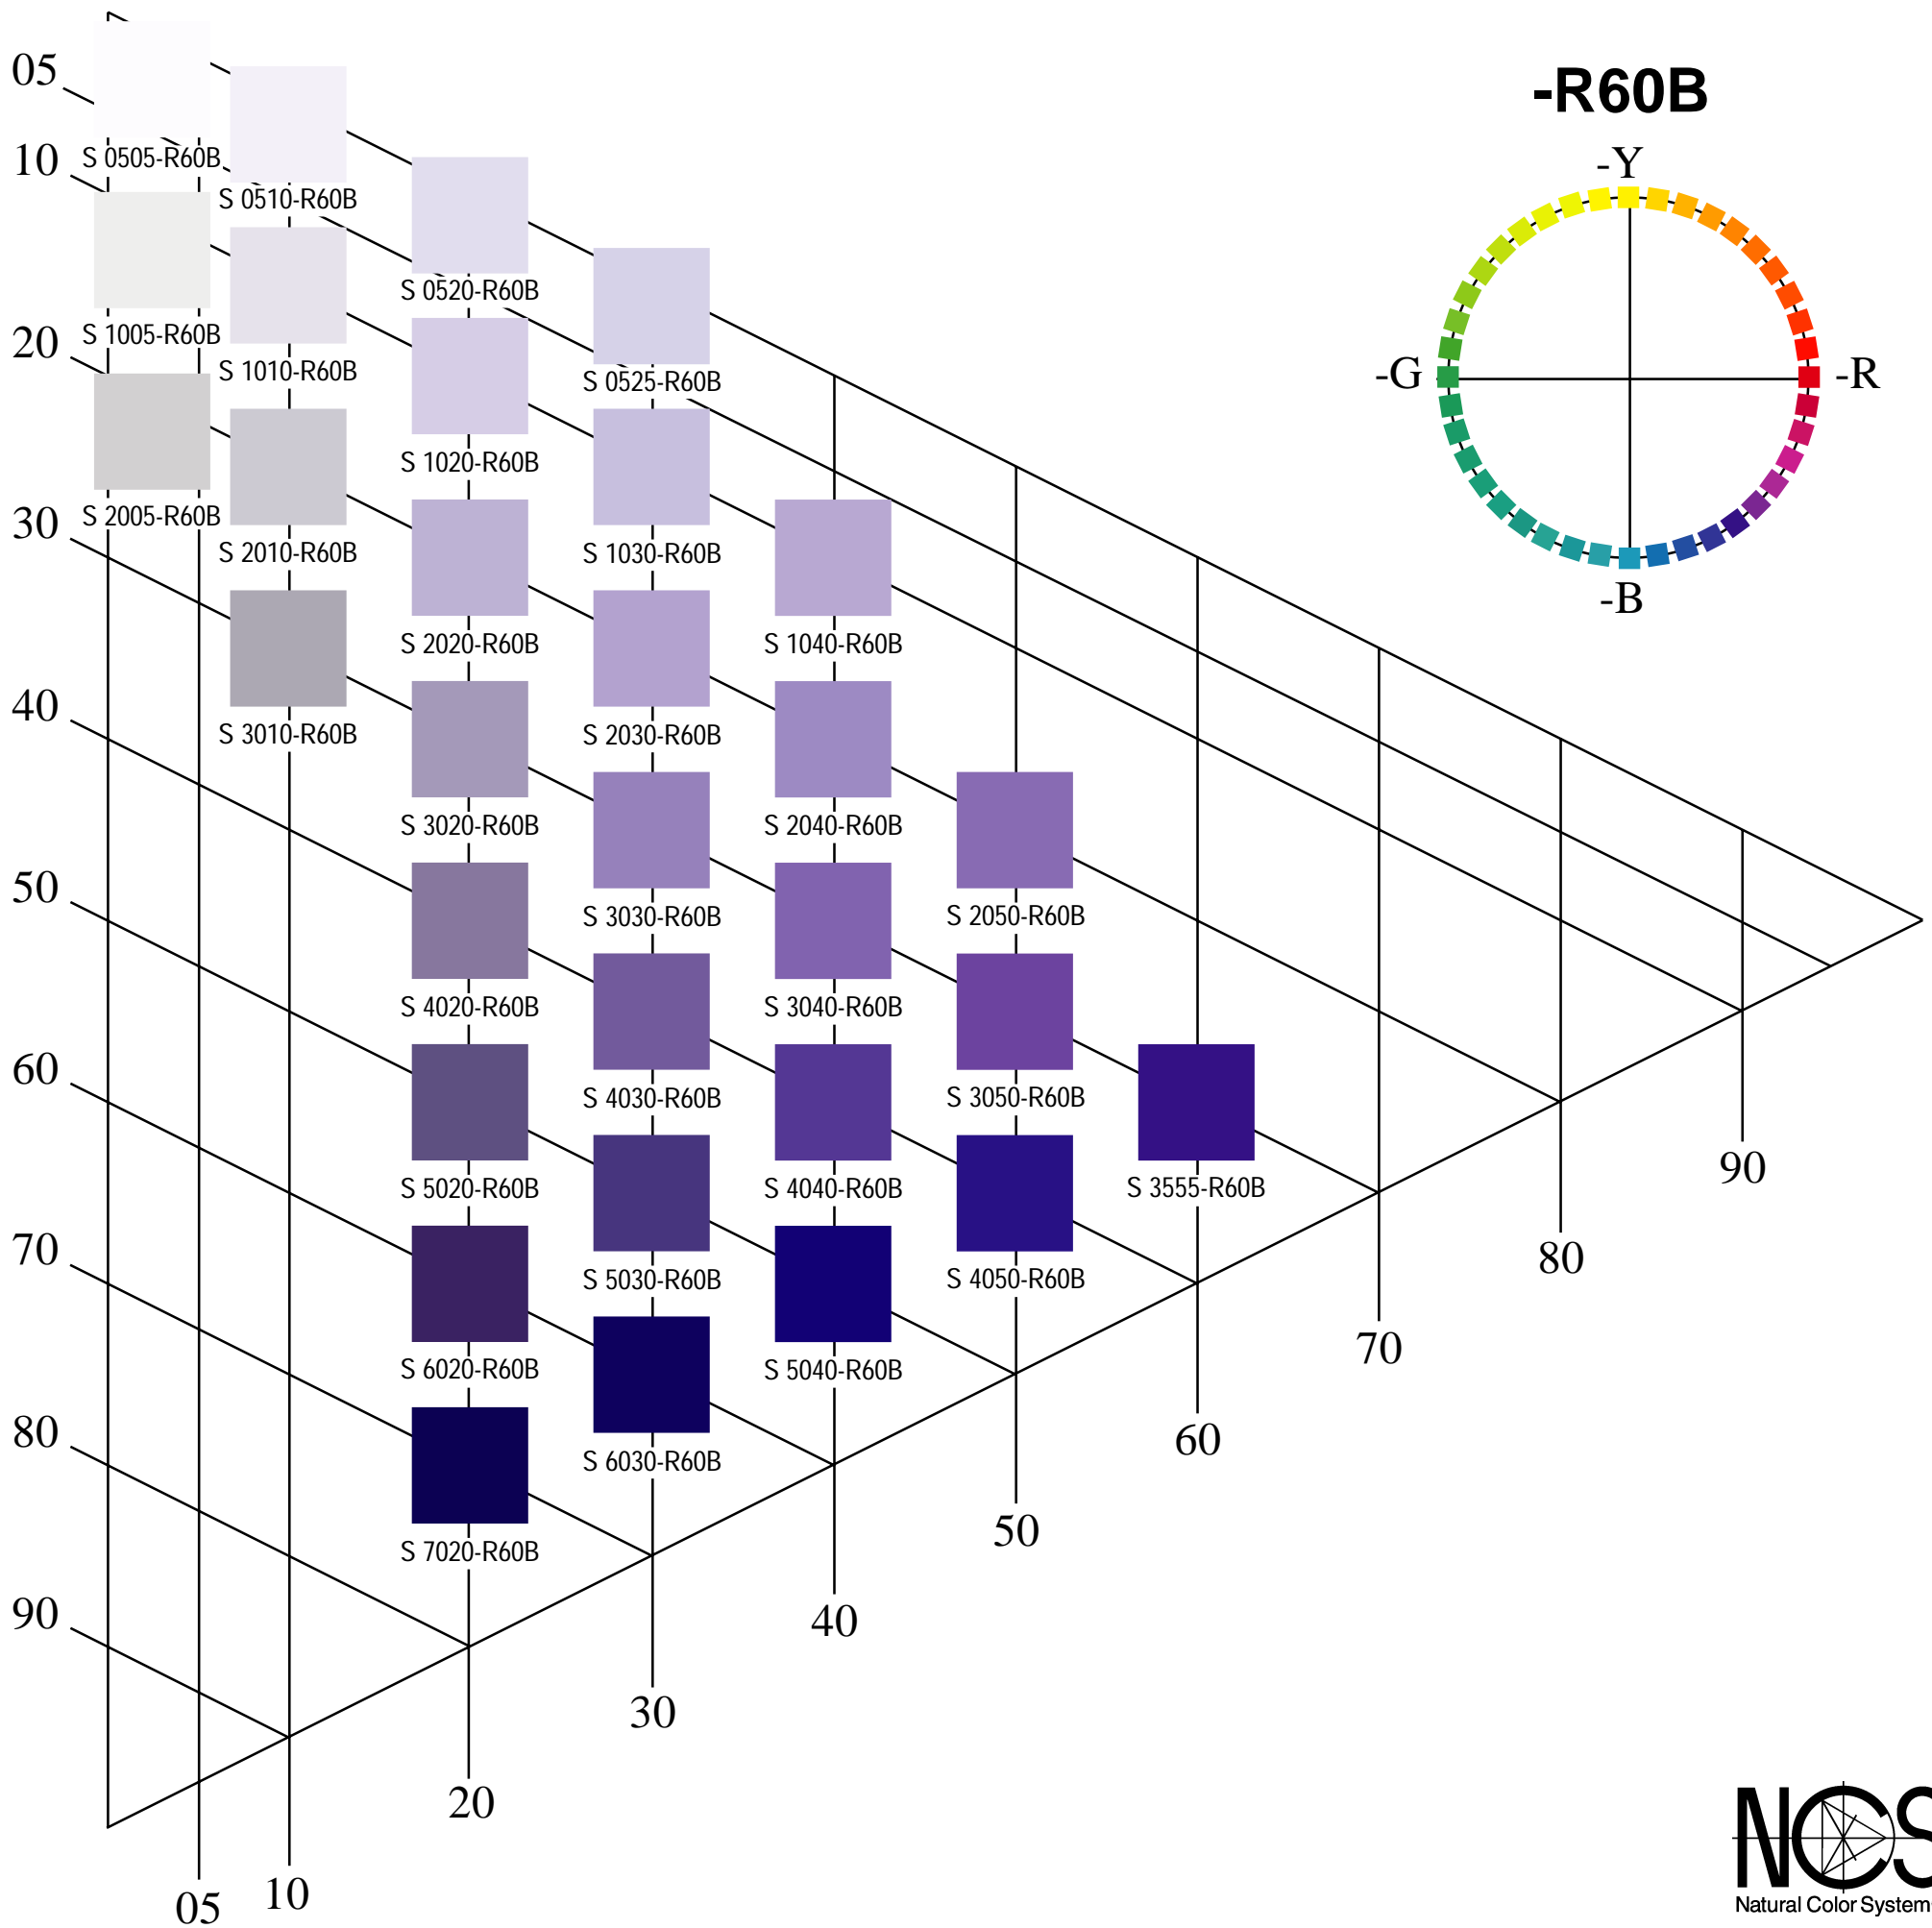 -R60B
-Y
-G
-R
-B
05
10
20
30
40
50
60
70
80
90
S 0505-R60B
S 0510-R60B
S 0520-R60B
S 0525-R60B
S 1005-R60B
S 1010-R60B
S 1020-R60B
S 1030-R60B
S 1040-R60B
S 2005-R60B
S 2010-R60B
S 2020-R60B
S 2030-R60B
S 2040-R60B
S 2050-R60B
S 3010-R60B
S 3020-R60B
S 3030-R60B
S 3040-R60B
S 3050-R60B
S 3555-R60B
S 4020-R60B
S 4030-R60B
S 4040-R60B
S 4050-R60B
S 5020-R60B
S 5030-R60B
S 5040-R60B
S 6020-R60B
S 6030-R60B
S 7020-R60B
05
10
20
30
40
50
60
70
80
90
NCS
Natural Color System